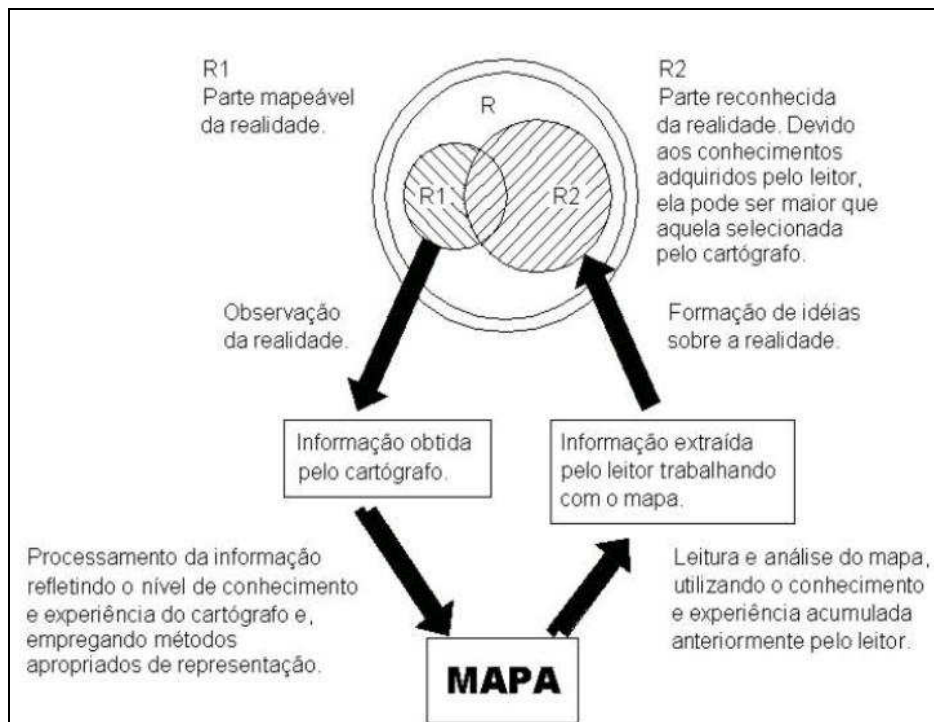 R1
Parte mapeável
da realidade.
R
R1
R2
R2
Parte reconhecida
da realidade. Devido
aos conhecimentos
adquiridos pelo leitor,
ela pode ser maior que
aquela selecionada
pelo cartógrafo.
Observação
da realidade.
Formação de idéias
sobre a realidade.
Informação obtida
pelo cartógrafo.
Informação extraída
pelo leitor trabalhando
com o mapa.
Processamento da informação
refletindo o nível de conhecimento
e experiência do cartógrafo e,
empregando métodos
apropriados de representação.
Leitura e análise do mapa,
utilizando o conhecimento
e experiência acumulada
anteriormente pelo leitor.
MAPA